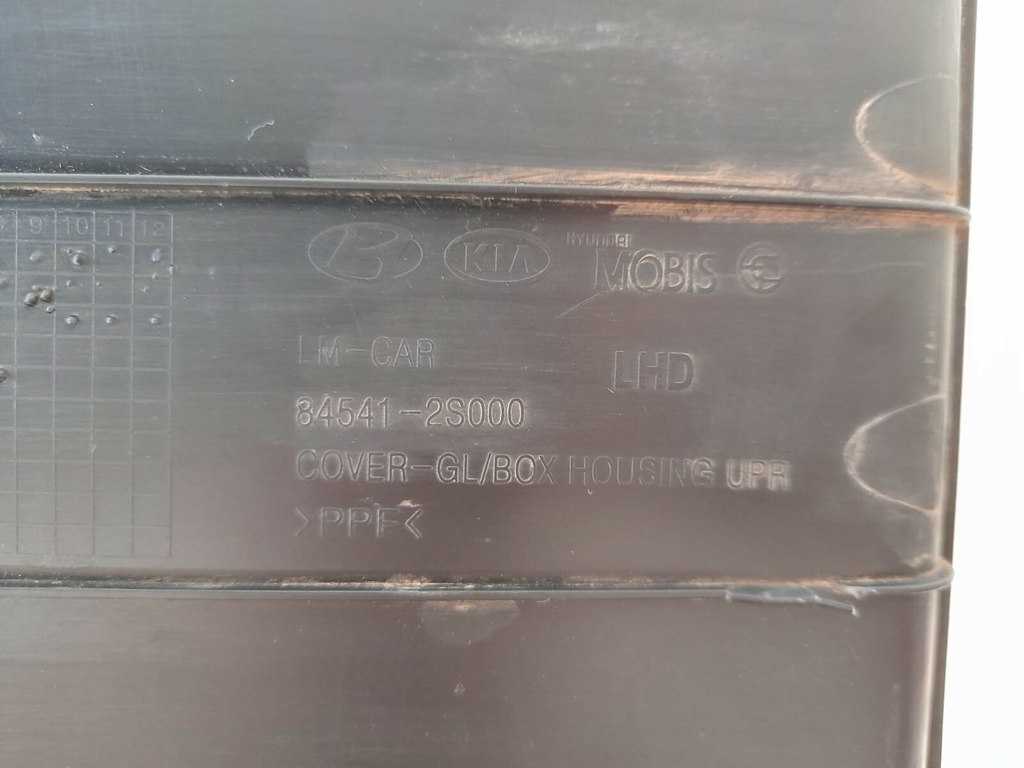 9 10 11 12
KIA
HYUNDAI
MOBIS
LM-CAR
LHD
84541-2S000
COVER-GL/BOX HOUSING UPR
>PPF<